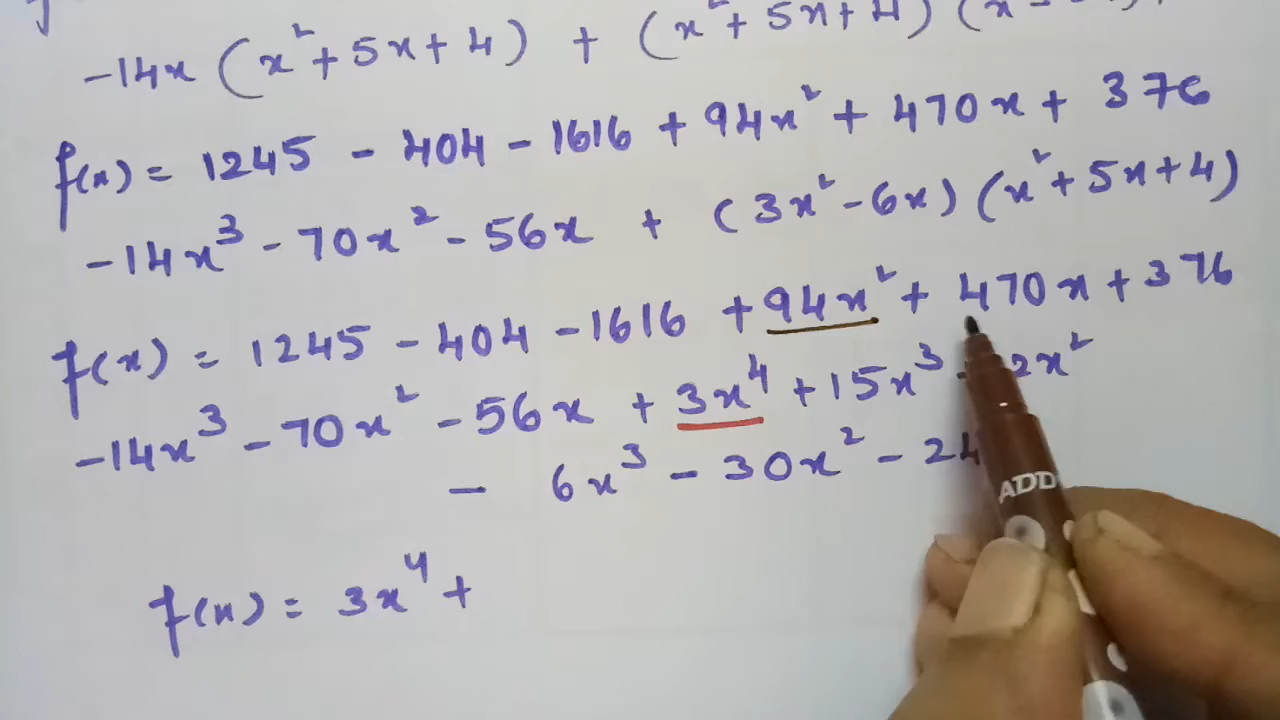 -14x (x²+5x+4) + (x²+5x+4) (x
f(x) = 1245 - 404 - 1616 + 94x² + 470x + 376
-14x³ - 70x² - 56x + (3x² - 6x) (x²+5x+4)
f(x) = 1245 - 404 - 1616 + 94x² + 470x + 376
-14x³ - 70x² - 56x + 3x⁴ + 15x³ 2x²
- 6x³ - 30x² - 24
f(x) = 3x⁴ +
ADD